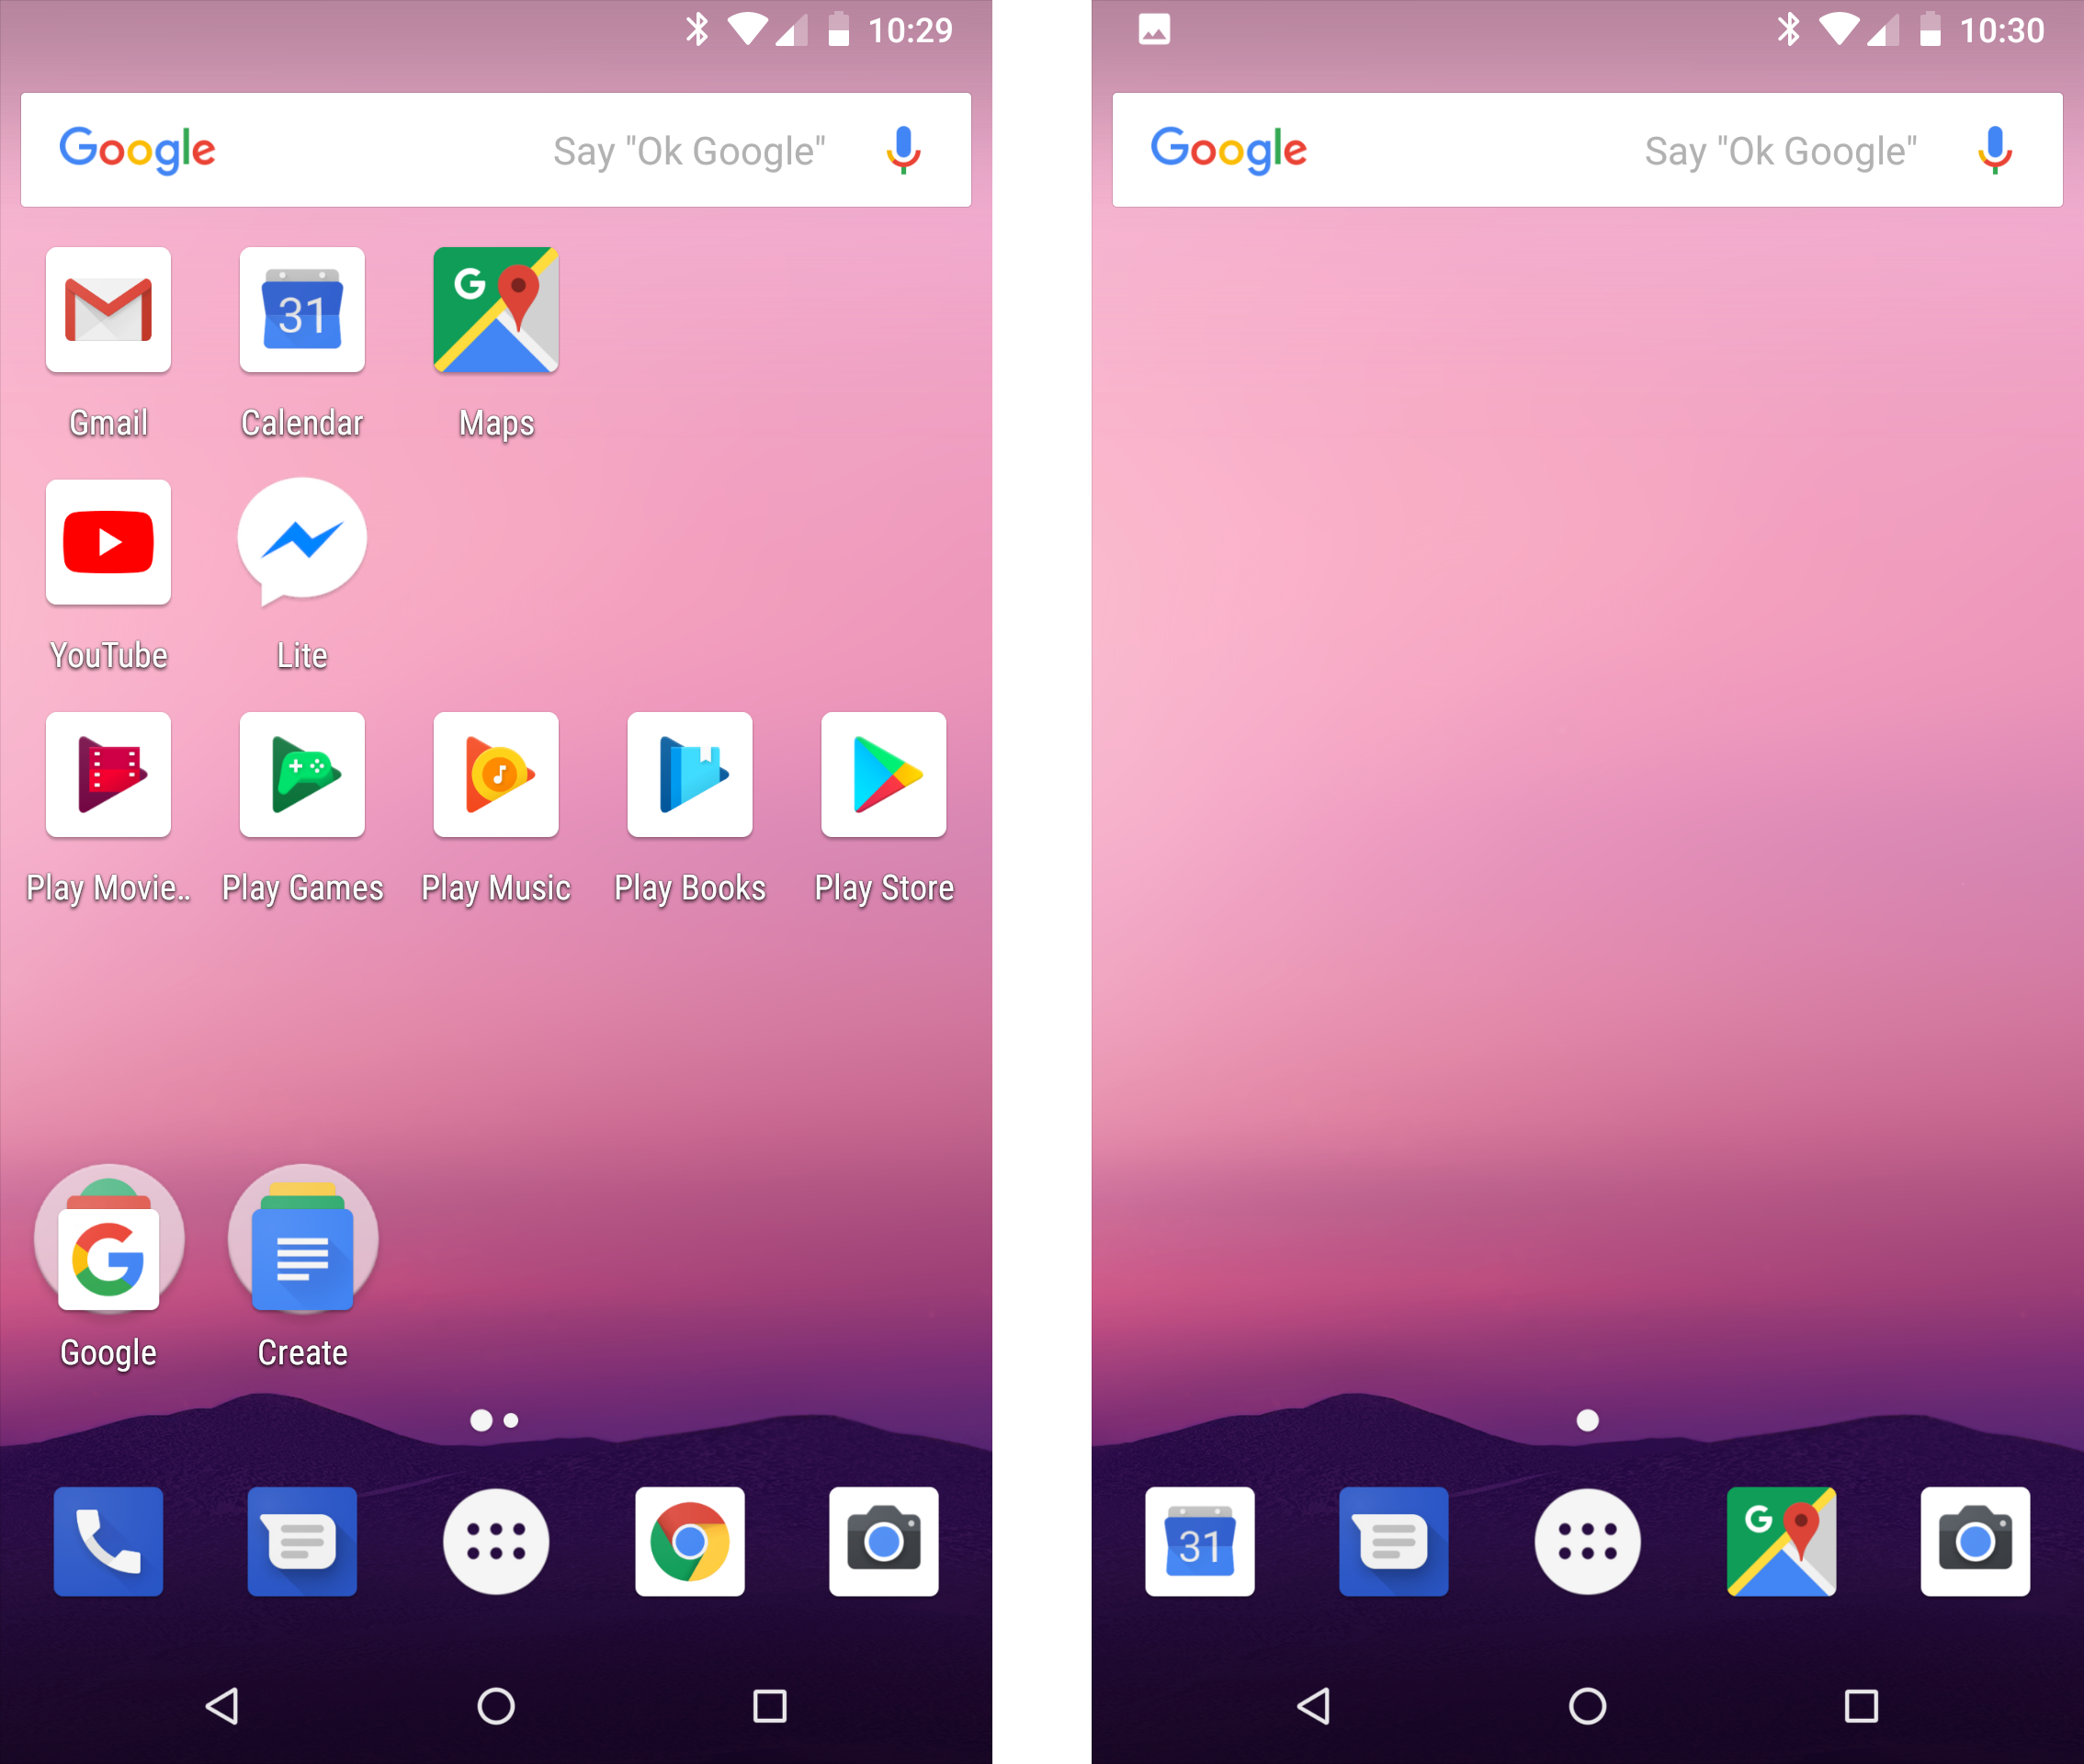 10:29
Google Say "Ok Google"
31
G
Gmail Calendar Maps
YouTube Lite
Play Movie… Play Games Play Music Play Books Play Store
G
Google Create
10:30
Google Say "Ok Google"
31
G